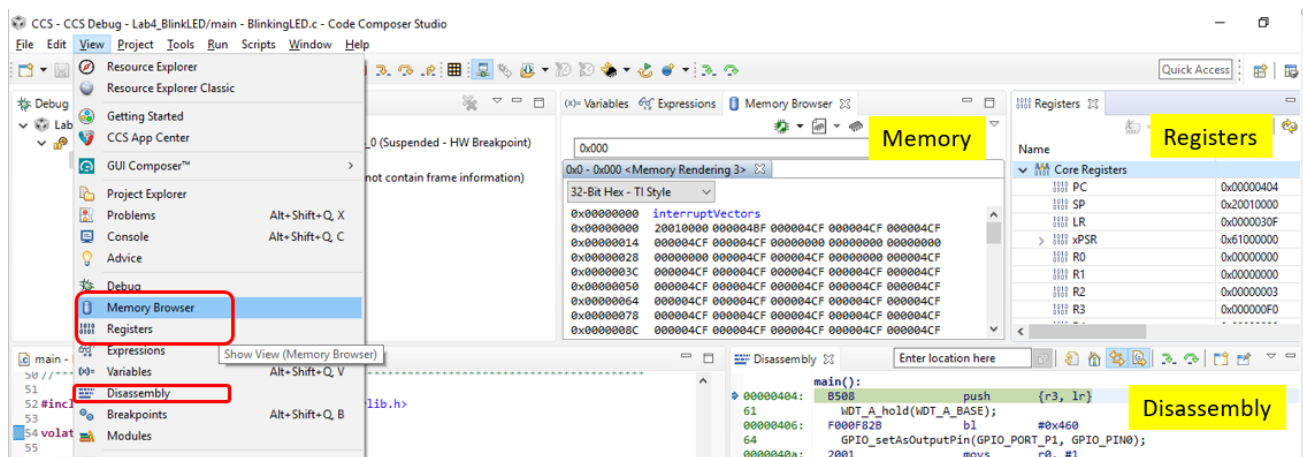 CCS - CCS Debug - Lab4_BlinkLED/main - BlinkingLED.c - Code Composer Studio
File Edit View Project Tools Run Scripts Window Help
Quick Access
Resource Explorer
Resource Explorer Classic
Getting Started
CCS App Center
GUI Composer™ >
Project Explorer
Problems Alt+Shift+Q, X
Console Alt+Shift+Q, C
Advice
Debug
Memory Browser
Registers
Expressions
Show View (Memory Browser)
Variables Alt+Shift+Q, V
Disassembly
Breakpoints Alt+Shift+Q, B
Modules
Debug
Lab
_0 (Suspended - HW Breakpoint)
not contain frame information)
(x)= Variables Expressions Memory Browser
Memory
0x000
0x0 - 0x000 <Memory Rendering 3>
32-Bit Hex - TI Style
0x00000000 interruptVectors
0x00000000 20010000 000004BF 000004CF 000004CF 000004CF
0x00000014 000004CF 000004CF 00000000 00000000 00000000
0x00000028 00000000 000004CF 000004CF 00000000 000004CF
0x0000003C 000004CF 000004CF 000004CF 000004CF 000004CF
0x00000050 000004CF 000004CF 000004CF 000004CF 000004CF
0x00000064 000004CF 000004CF 000004CF 000004CF 000004CF
0x00000078 000004CF 000004CF 000004CF 000004CF 000004CF
0x0000008C 000004CF 000004CF 000004CF 000004CF 000004CF
Registers
Registers
Name
Core Registers
PC 0x00000404
SP 0x20010000
LR 0x0000030F
xPSR 0x61000000
R0 0x00000000
R1 0x00000000
R2 0x00000003
R3 0x000000F0
main -
50 //
51
52 #incl lib.h>
53
54 volat
55
Disassembly Enter location here
Disassembly
main():
00000404: B508 push {r3, lr}
61 WDT_A_hold(WDT_A_BASE);
00000406: F000F82B bl #0x460
64 GPIO_setAsOutputPin(GPIO_PORT_P1, GPIO_PIN0);
0000040a: 2001 movs r0, #1